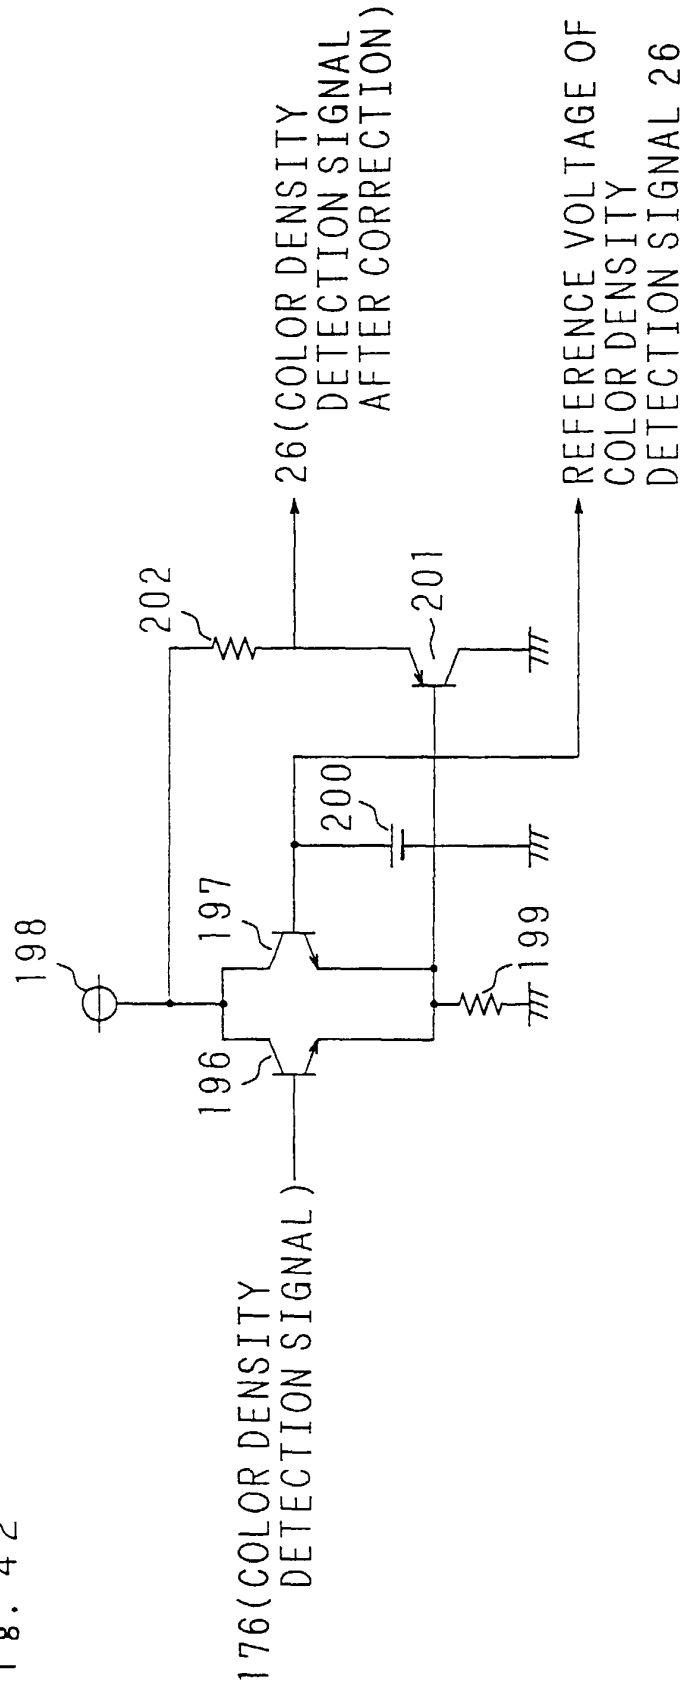 198
202
196
197
200
201
199
176(COLOR DENSITY
DETECTION SIGNAL)
26(COLOR DENSITY
DETECTION SIGNAL
AFTER CORRECTION)
REFERENCE VOLTAGE OF
COLOR DENSITY
DETECTION SIGNAL 26